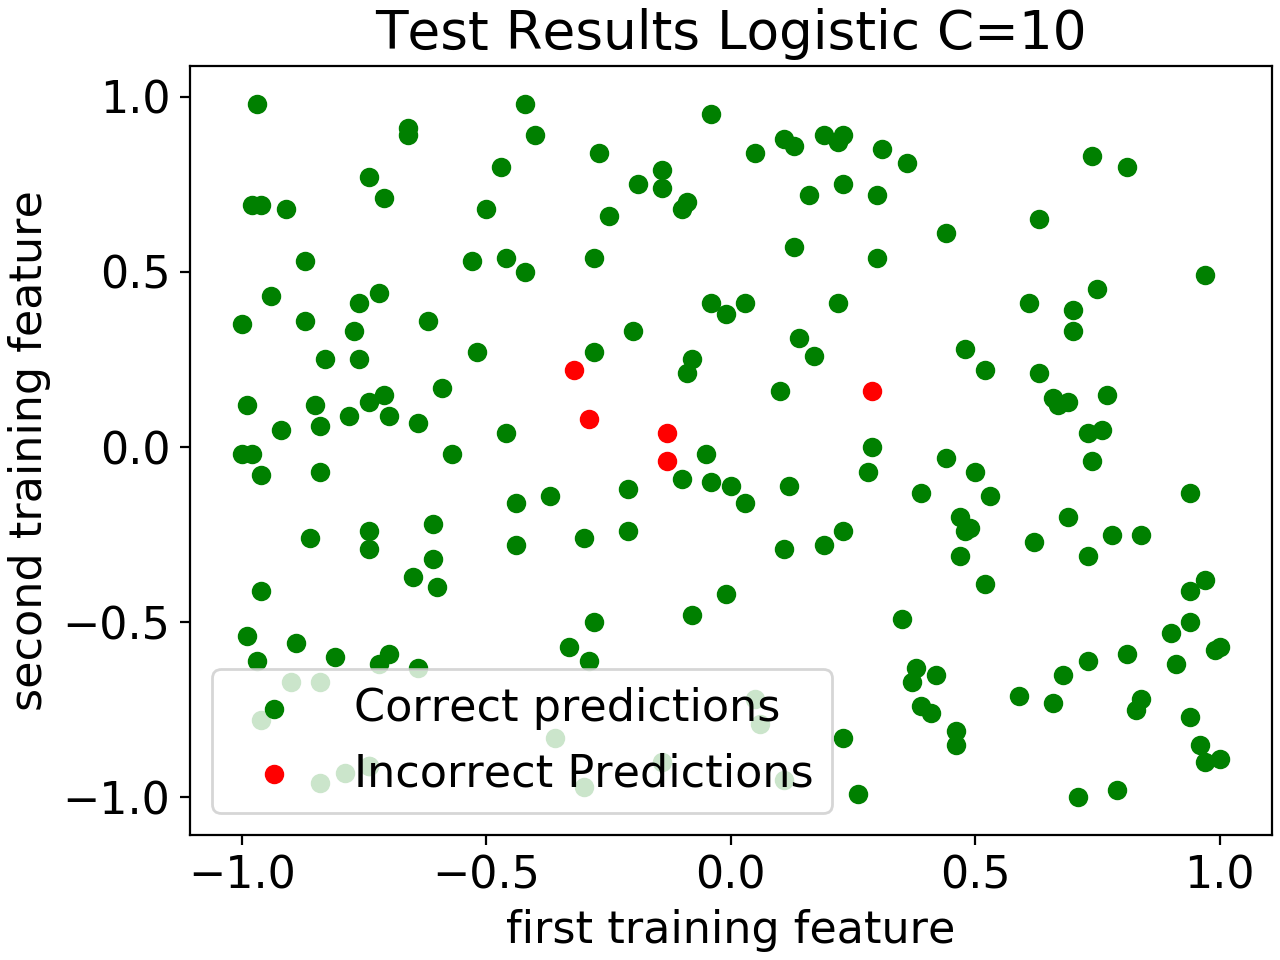 Test Results Logistic C=10
second training feature
1.0
0.5
0.0
−0.5
−1.0
Correct predictions
Incorrect Predictions
−1.0 −0.5 0.0 0.5 1.0
first training feature